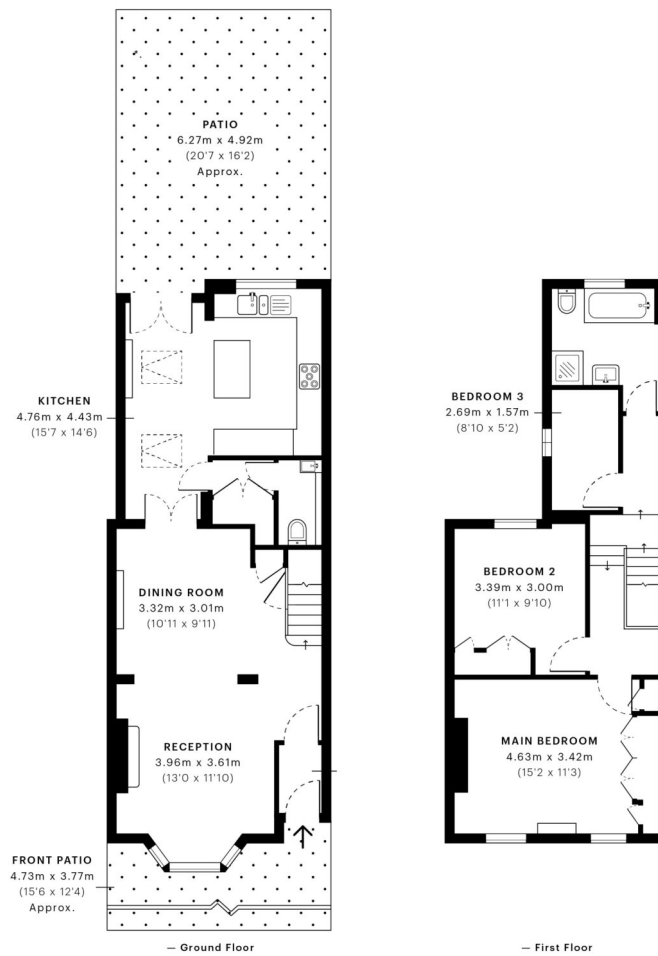 PATIO
6.27m x 4.92m
(20'7 x 16'2)
Approx.
KITCHEN
4.76m x 4.43m
(15'7 x 14'6)
DINING ROOM
3.32m x 3.01m
(10'11 x 9'11)
RECEPTION
3.96m x 3.61m
(13'0 x 11'10)
FRONT PATIO
4.73m x 3.77m
(15'6 x 12'4)
Approx.
— Ground Floor
BEDROOM 3
2.69m x 1.57m
(8'10 x 5'2)
BEDROOM 2
3.39m x 3.00m
(11'1 x 9'10)
MAIN BEDROOM
4.63m x 3.42m
(15'2 x 11'3)
— First Floor